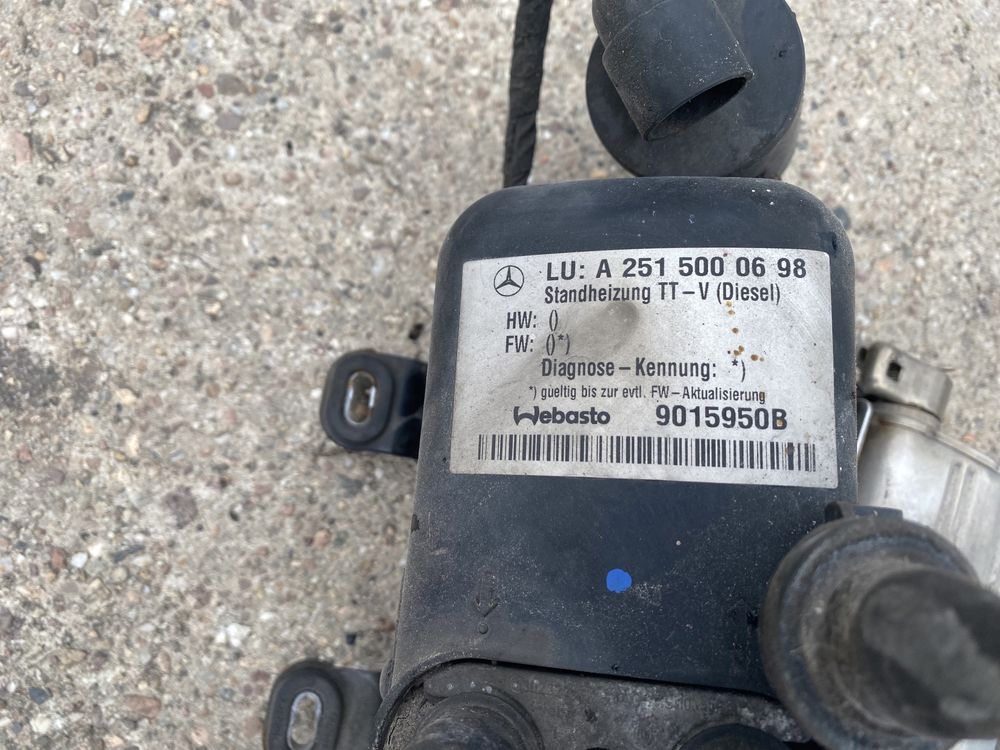 LU: A 251 500 06 98
Standheizung TT-V (Diesel)
HW: ()
FW: ()*)
Diagnose-Kennung: *)
*) gueltig bis zur evtl. FW-Aktualisierung
Webasto 9015950B